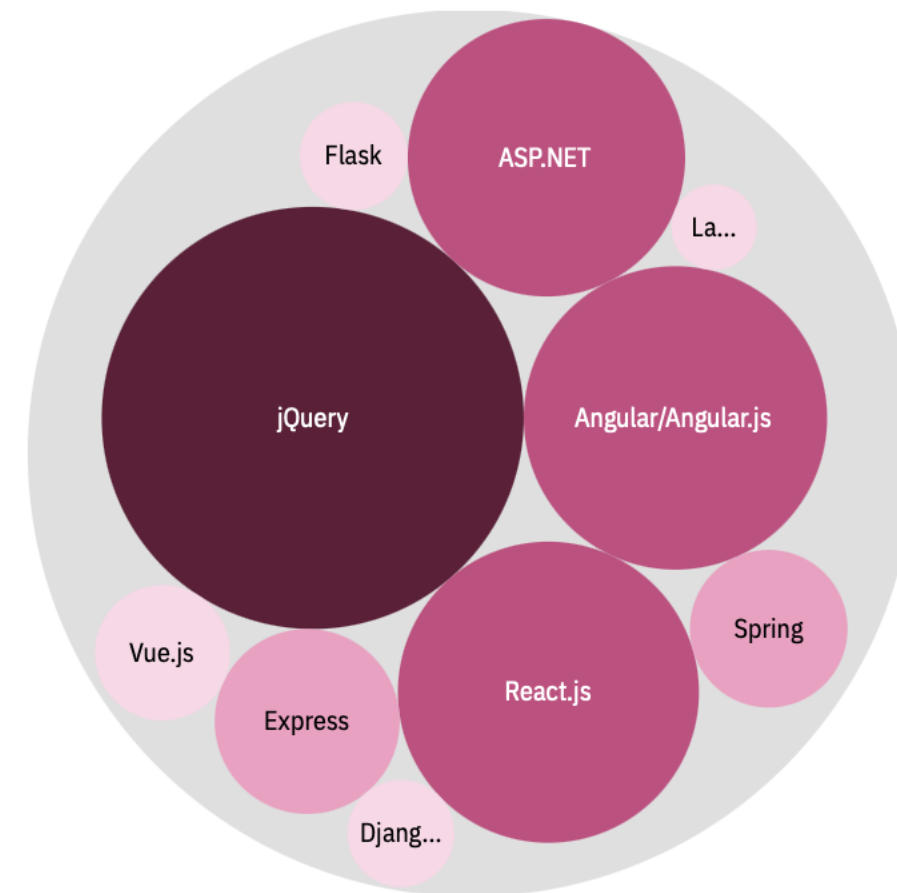 Flask
ASP.NET
La...
jQuery
Angular/Angular.js
Spring
Vue.js
React.js
Express
Djang...